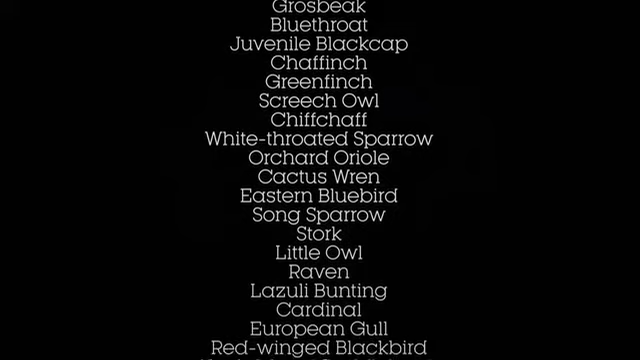 Grosbeak
Bluethroat
Juvenile Blackcap
Chaffinch
Greenfinch
Screech Owl
Chiffchaff
White-throated Sparrow
Orchard Oriole
Cactus Wren
Eastern Bluebird
Song Sparrow
Stork
Little Owl
Raven
Lazuli Bunting
Cardinal
European Gull
Red-winged Blackbird